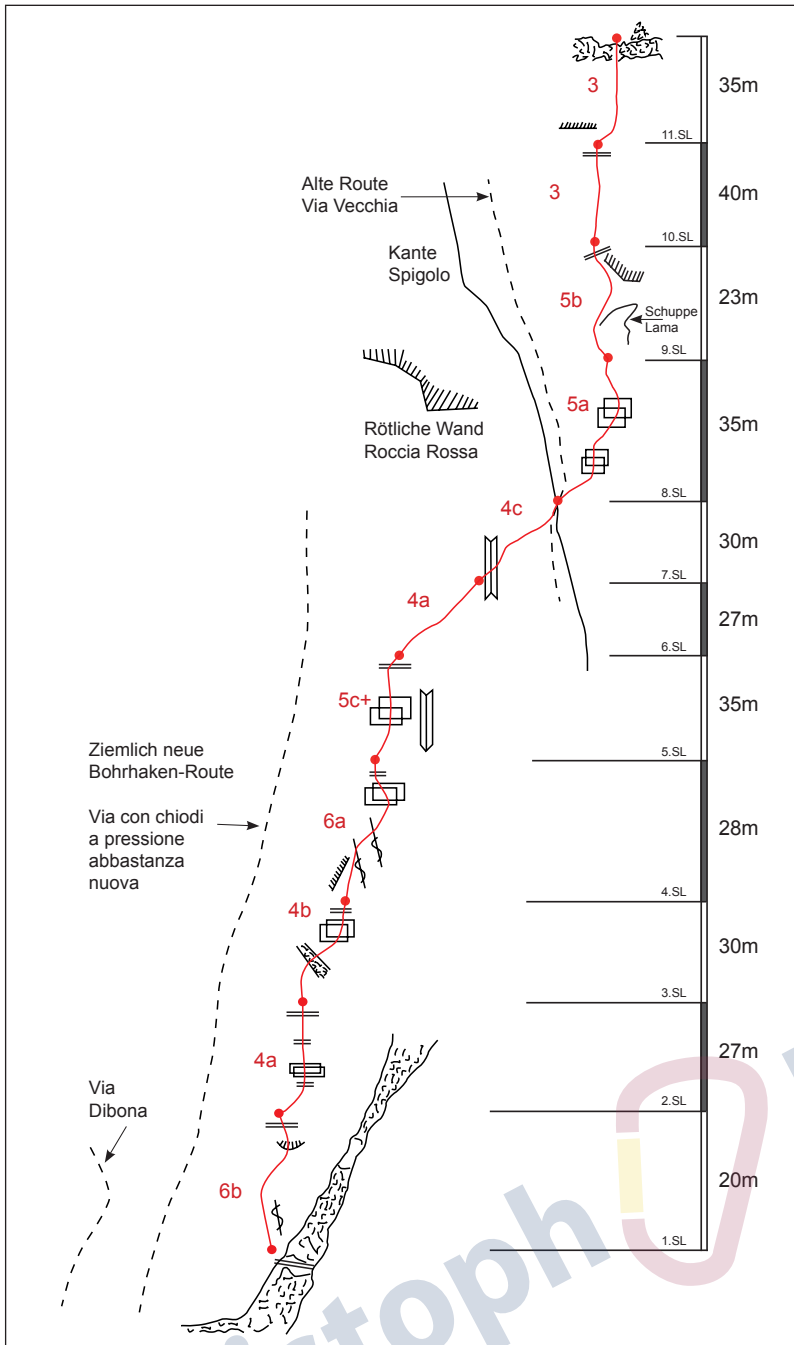 3
35m
11.SL
Alte Route
Via Vecchia
3
40m
10.SL
Kante
Spigolo
5b
23m
Schuppe
Lama
9.SL
5a
35m
Rötliche Wand
Roccia Rossa
8.SL
4c
30m
7.SL
4a
27m
6.SL
5c+
35m
Ziemlich neue
Bohrhaken-Route
5.SL
Via con chiodi
a pressione
abbastanza
nuova
6a
28m
4.SL
4b
30m
3.SL
4a
27m
Via
Dibona
2.SL
6b
20m
1.SL
istoph